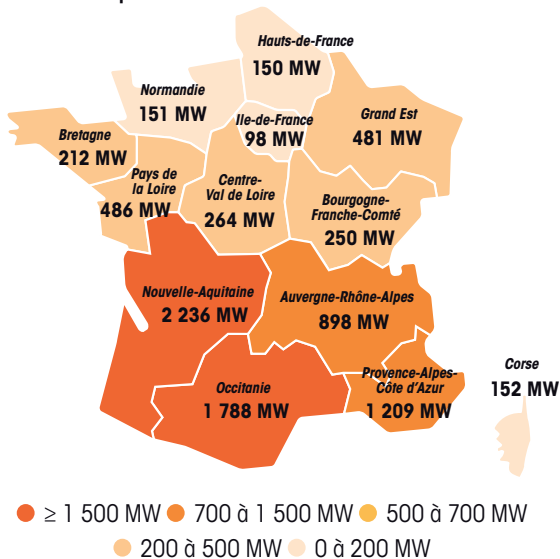 Hauts-de-France
150 MW
Normandie
151 MW
Ile-de-France
98 MW
Grand Est
481 MW
Bretagne
212 MW
Pays de
la Loire
486 MW
Centre-
Val de Loire
264 MW
Bourgogne-
Franche-Comté
250 MW
Nouvelle-Aquitaine
2 236 MW
Auvergne-Rhône-Alpes
898 MW
Occitanie
1 788 MW
Provence-Alpes-
Côte d'Azur
1 209 MW
Corse
152 MW
≥ 1 500 MW 700 à 1 500 MW 500 à 700 MW
200 à 500 MW 0 à 200 MW